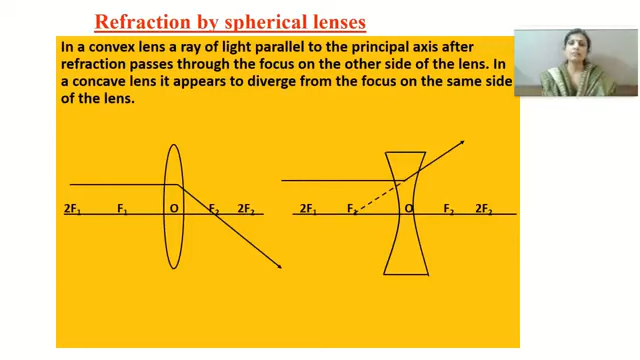 Refraction by spherical lenses
In a convex lens a ray of light parallel to the principal axis after
refraction passes through the focus on the other side of the lens. In
a concave lens it appears to diverge from the focus on the same side
of the lens.
2F₁ F₁ O F₂ 2F₂
2F₁ F₁ O F₂ 2F₂